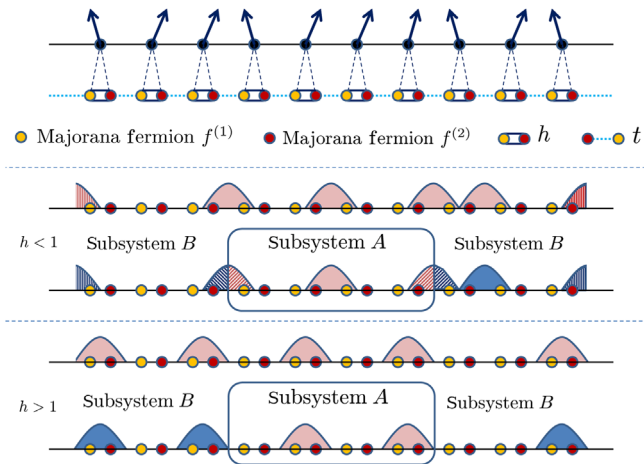 Majorana fermion f^{(1)} Majorana fermion f^{(2)} h t
h < 1 Subsystem B Subsystem A Subsystem B
h > 1 Subsystem B Subsystem A Subsystem B